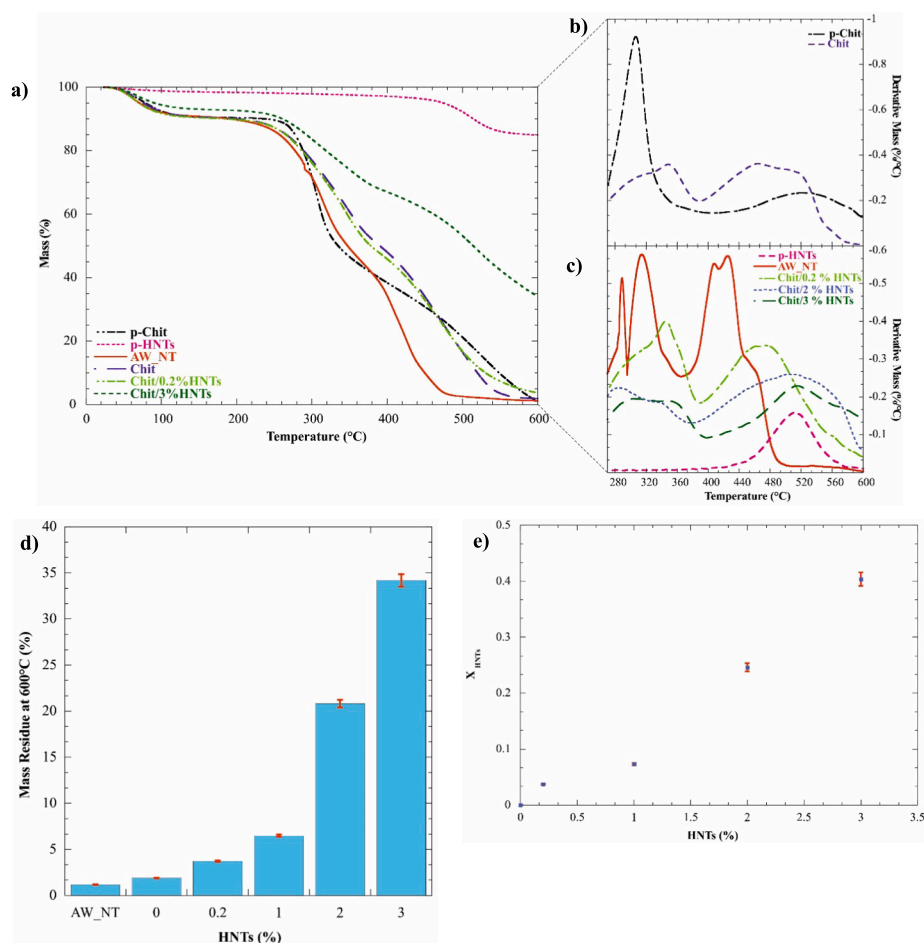 a)
100
80
60
40
20
0
Mass (%)
p-Chit
p-HNTs
AW_NT
Chit
Chit/0.2%HNTs
Chit/3%HNTs
0 100 200 300 400 500 600
Temperature (°C)
b)
p-Chit
Chit
-1
-0.8
-0.6
-0.4
-0.2
Derivative Mass (%/°C)
c)
p-HNTs
AW_NT
Chit/0.2 % HNTs
Chit/2 % HNTs
Chit/3 % HNTs
-0.6
-0.5
-0.4
-0.3
-0.2
-0.1
Derivative Mass (%/°C)
280 320 360 400 440 480 520 560 600
Temperature (°C)
d)
40
35
30
25
20
15
10
5
0
Mass Residue at 600°C (%)
AW_NT 0 0.2 1 2 3
HNTs (%)
e)
0.5
0.4
0.3
0.2
0.1
0
X HNTs
0 0.5 1 1.5 2 2.5 3 3.5
HNTs (%)